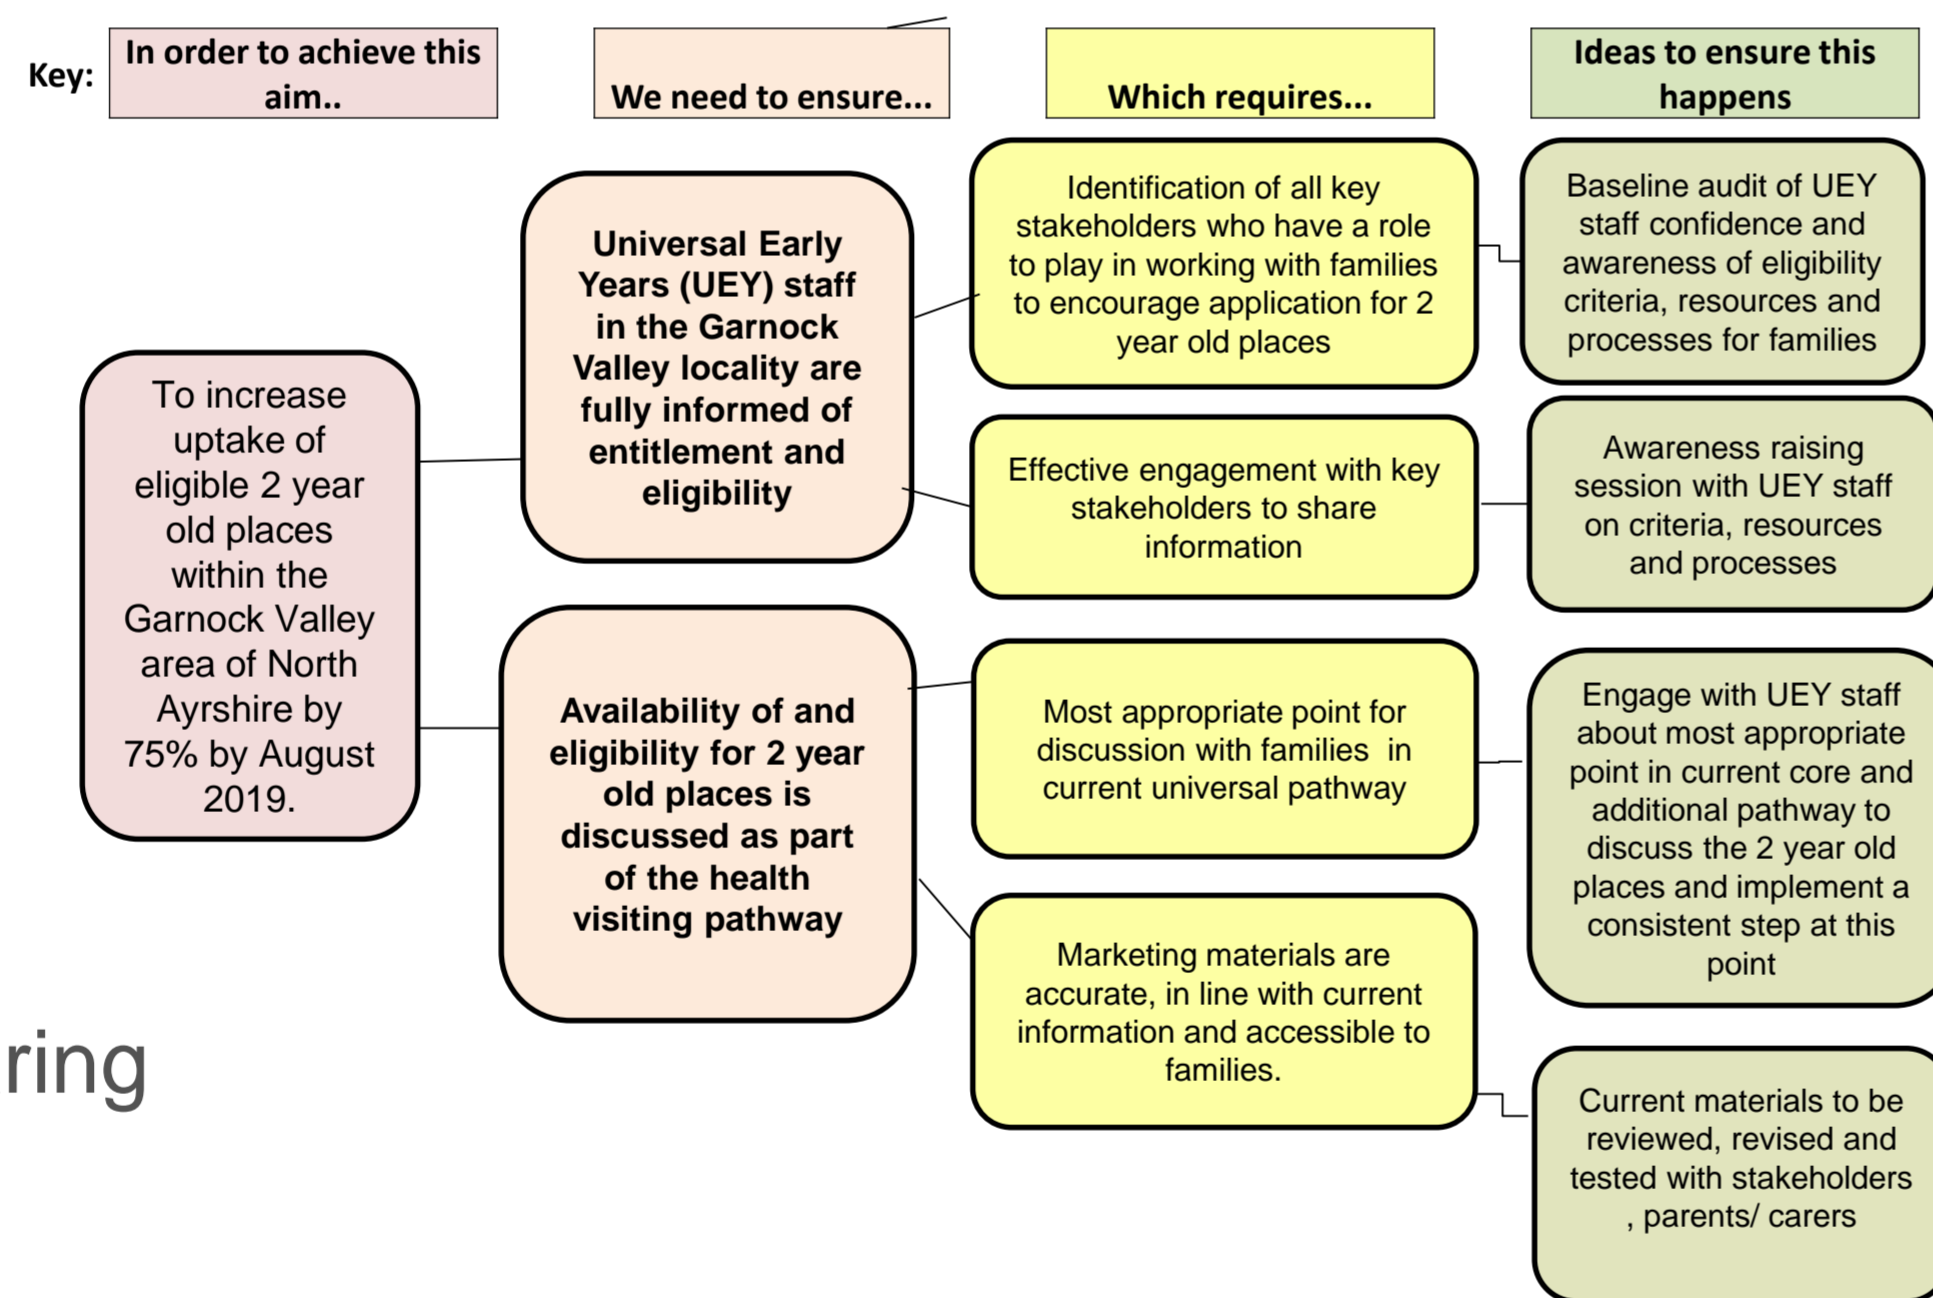 Key:
In order to achieve this
aim..
We need to ensure...
Which requires...
Ideas to ensure this
happens
To increase
uptake of
eligible 2 year
old places
within the
Garnock Valley
area of North
Ayrshire by
75% by August
2019.
Universal Early
Years (UEY) staff
in the Garnock
Valley locality are
fully informed of
entitlement and
eligibility
Availability of and
eligibility for 2 year
old places is
discussed as part
of the health
visiting pathway
Identification of all key
stakeholders who have a role
to play in working with families
to encourage application for 2
year old places
Effective engagement with key
stakeholders to share
information
Most appropriate point for
discussion with families in
current universal pathway
Marketing materials are
accurate, in line with current
information and accessible to
families.
Baseline audit of UEY
staff confidence and
awareness of eligibility
criteria, resources and
processes for families
Awareness raising
session with UEY staff
on criteria, resources
and processes
Engage with UEY staff
about most appropriate
point in current core and
additional pathway to
discuss the 2 year old
places and implement a
consistent step at this
point
Current materials to be
reviewed, revised and
tested with stakeholders
, parents/ carers
ring